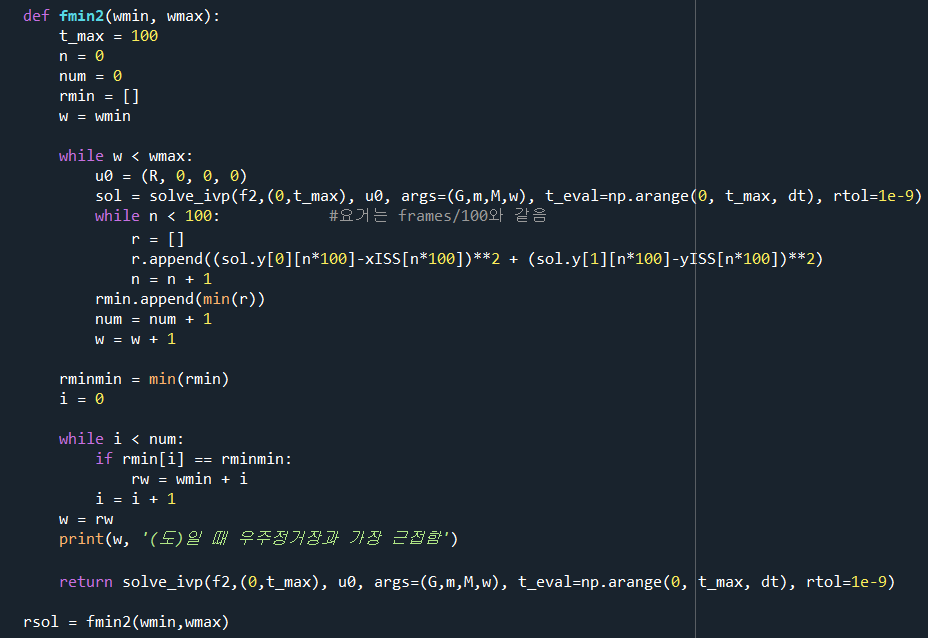 def fmin2(wmin, wmax):
    t_max = 100
    n = 0
    num = 0
    rmin = []
    w = wmin

    while w < wmax:
        u0 = (R, 0, 0, 0)
        sol = solve_ivp(f2,(0,t_max), u0, args=(G,m,M,w), t_eval=np.arange(0, t_max, dt), rtol=1e-9)
        while n < 100:            #요거는 frames/100와 같음
            r = []
            r.append((sol.y[0][n*100]-xISS[n*100])**2 + (sol.y[1][n*100]-yISS[n*100])**2)
            n = n + 1
        rmin.append(min(r))
        num = num + 1
        w = w + 1

    rminmin = min(rmin)
    i = 0

    while i < num:
        if rmin[i] == rminmin:
            rw = wmin + i
        i = i + 1
    w = rw
    print(w, '(도)일 때 우주정거장과 가장 근접함')

    return solve_ivp(f2,(0,t_max), u0, args=(G,m,M,w), t_eval=np.arange(0, t_max, dt), rtol=1e-9)

rsol = fmin2(wmin,wmax)